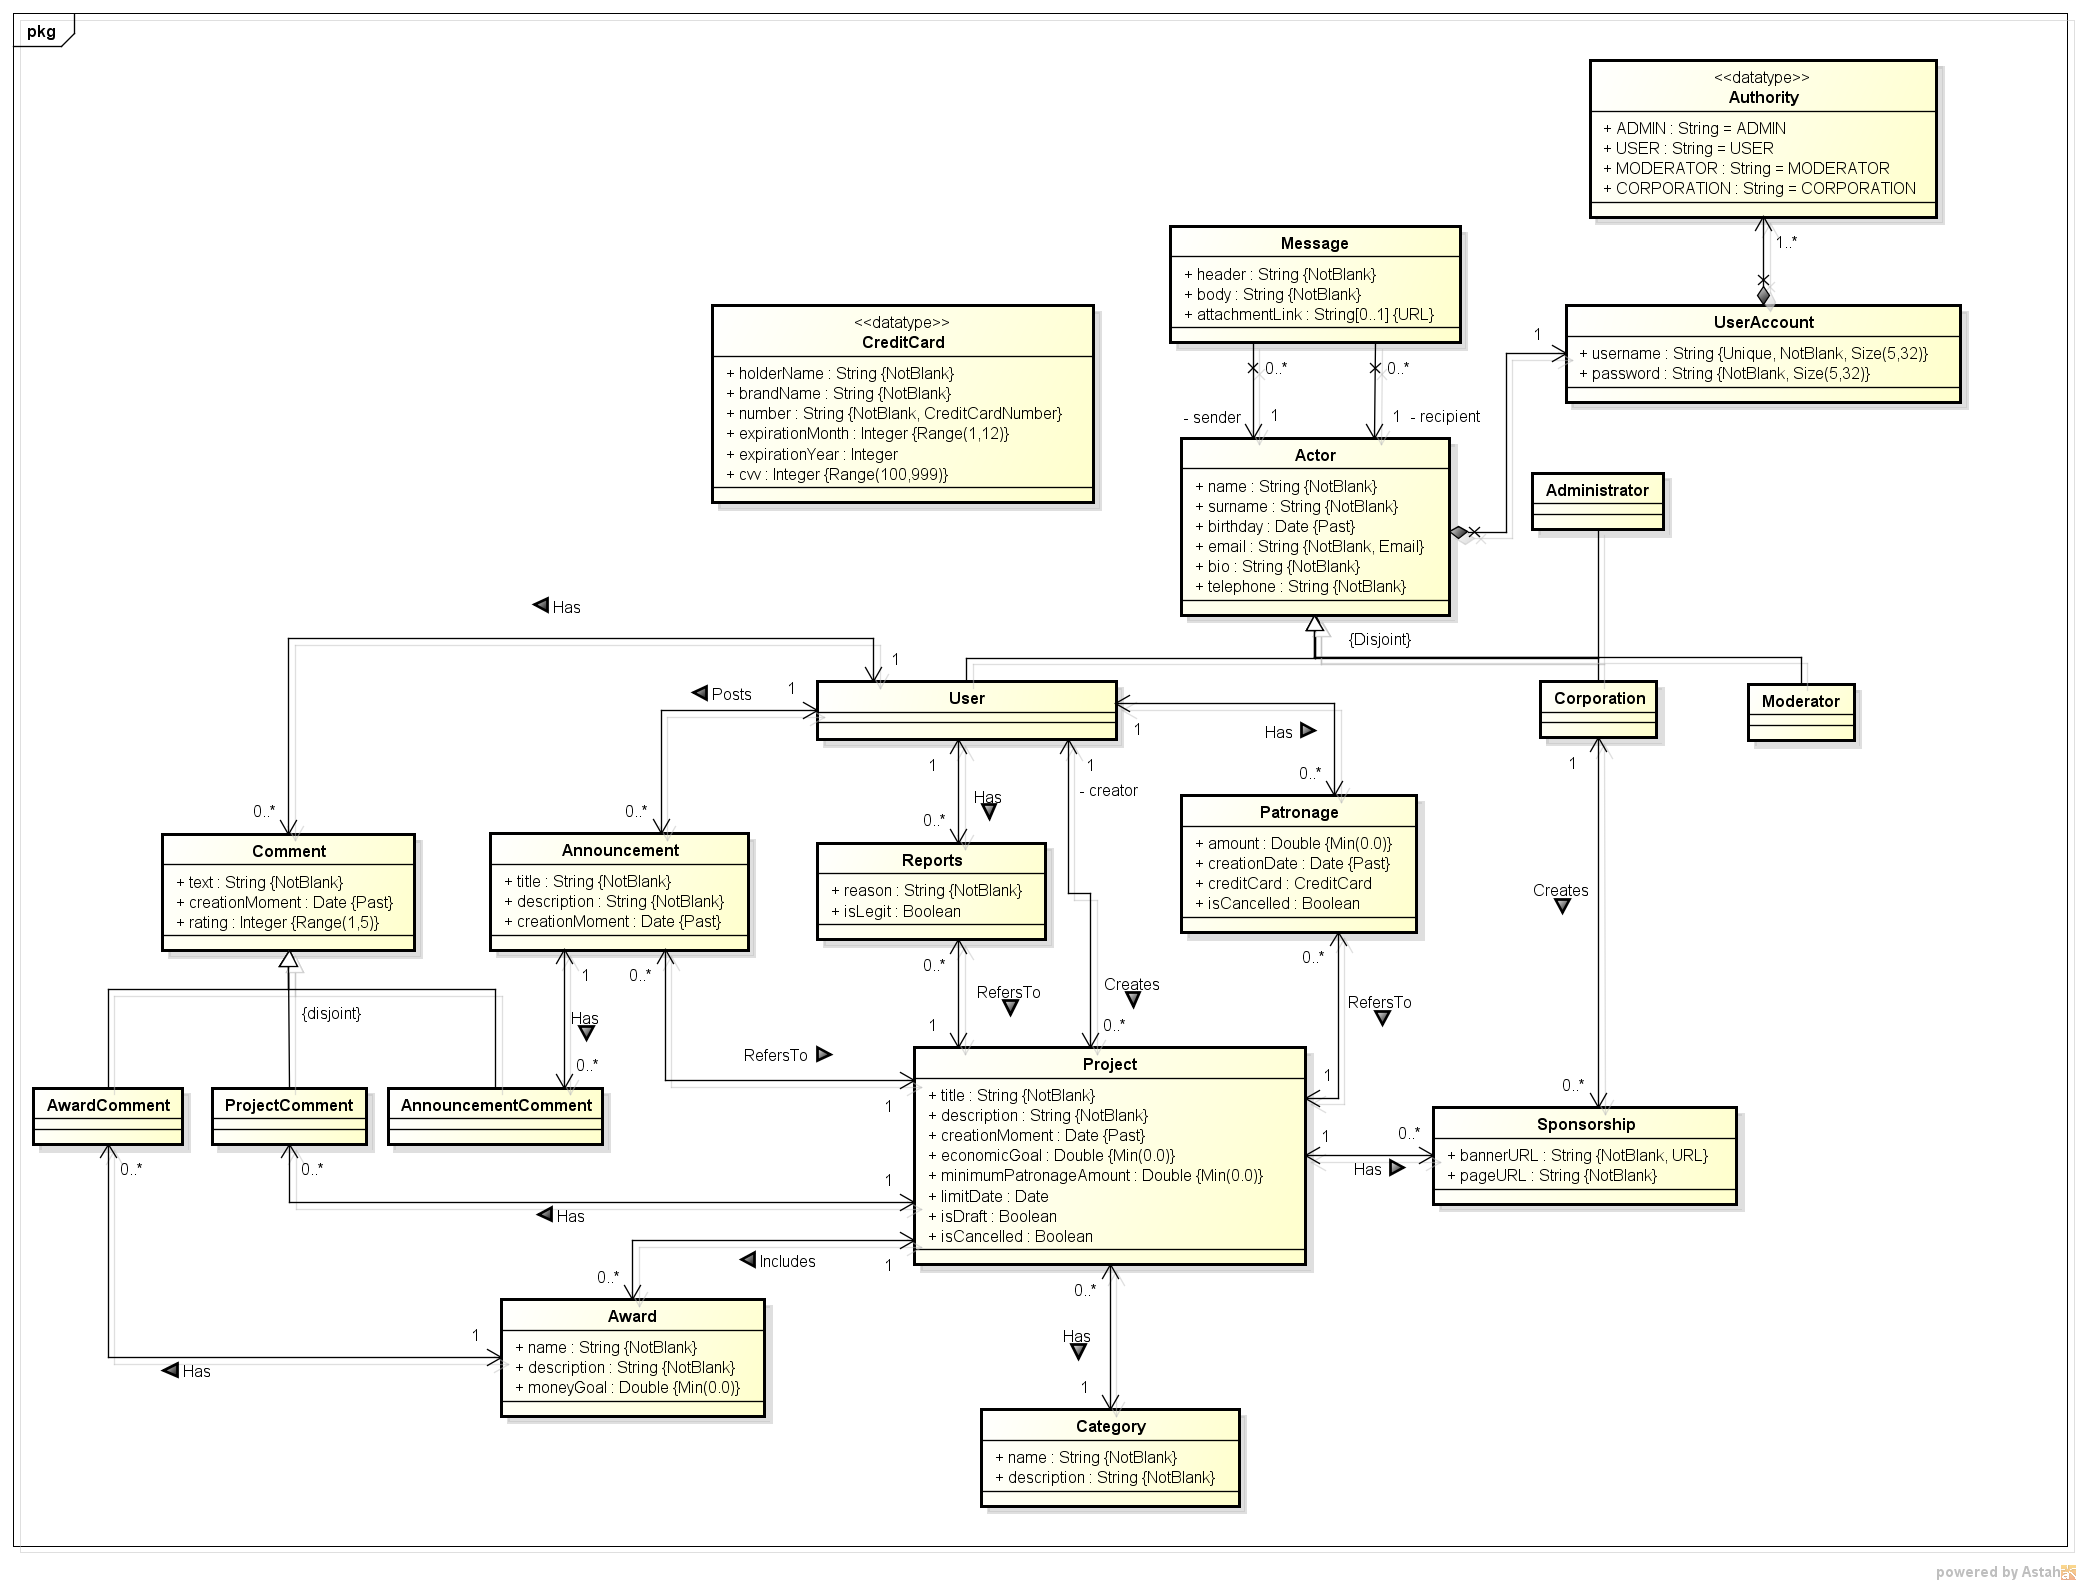 pkg
<<datatype>>
Authority
+ ADMIN : String = ADMIN
+ USER : String = USER
+ MODERATOR : String = MODERATOR
+ CORPORATION : String = CORPORATION
1..*
Message
+ header : String {NotBlank}
+ body : String {NotBlank}
+ attachmentLink : String[0..1] {URL}
<<datatype>>
CreditCard
+ holderName : String {NotBlank}
+ brandName : String {NotBlank}
+ number : String {NotBlank, CreditCardNumber}
+ expirationMonth : Integer {Range(1,12)}
+ expirationYear : Integer
+ cvv : Integer {Range(100,999)}
UserAccount
+ username : String {Unique, NotBlank, Size(5,32)}
+ password : String {NotBlank, Size(5,32)}
1
0..*
0..*
- sender
1
1
- recipient
Actor
+ name : String {NotBlank}
+ surname : String {NotBlank}
+ birthday : Date {Past}
+ email : String {NotBlank, Email}
+ bio : String {NotBlank}
+ telephone : String {NotBlank}
Administrator
{Disjoint}
Has
1
Posts
1
User
Corporation
Moderator
1
Has
0..*
1
1
- creator
Has
0..*
1
0..*
0..*
Comment
+ text : String {NotBlank}
+ creationMoment : Date {Past}
+ rating : Integer {Range(1,5)}
Announcement
+ title : String {NotBlank}
+ description : String {NotBlank}
+ creationMoment : Date {Past}
Reports
+ reason : String {NotBlank}
+ isLegit : Boolean
Patronage
+ amount : Double {Min(0.0)}
+ creationDate : Date {Past}
+ creditCard : CreditCard
+ isCancelled : Boolean
Creates
{disjoint}
1
Has
0..*
0..*
RefersTo
1
0..*
RefersTo
1
Creates
0..*
0..*
RefersTo
1
0..*
AwardComment
ProjectComment
AnnouncementComment
Project
+ title : String {NotBlank}
+ description : String {NotBlank}
+ creationMoment : Date {Past}
+ economicGoal : Double {Min(0.0)}
+ minimumPatronageAmount : Double {Min(0.0)}
+ limitDate : Date
+ isDraft : Boolean
+ isCancelled : Boolean
1
0..*
Has
Sponsorship
+ bannerURL : String {NotBlank, URL}
+ pageURL : String {NotBlank}
0..*
0..*
1
Has
Includes
1
0..*
Award
+ name : String {NotBlank}
+ description : String {NotBlank}
+ moneyGoal : Double {Min(0.0)}
1
Has
0..*
Has
1
Category
+ name : String {NotBlank}
+ description : String {NotBlank}
powered by Astah